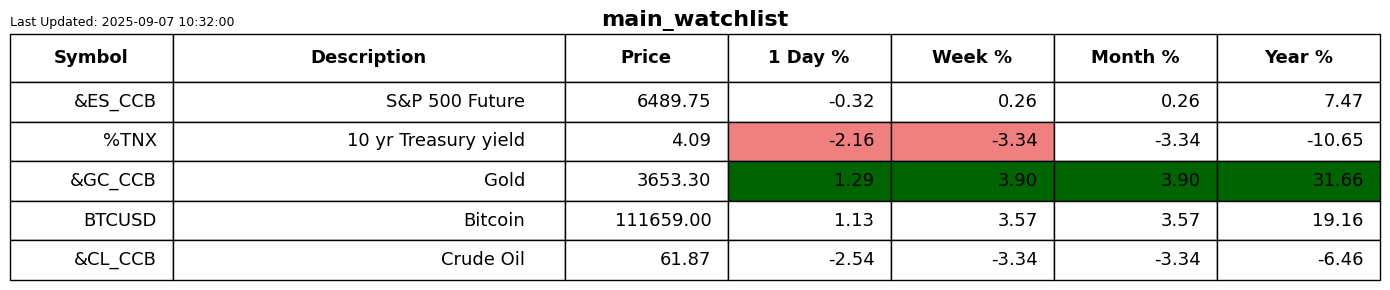 Last Updated: 2025-09-07 10:32:00
main_watchlist
Symbol Description Price 1 Day % Week % Month % Year %
&ES_CCB S&P 500 Future 6489.75 -0.32 0.26 0.26 7.47
%TNX 10 yr Treasury yield 4.09 -2.16 -3.34 -3.34 -10.65
&GC_CCB Gold 3653.30 1.29 3.90 3.90 31.66
BTCUSD Bitcoin 111659.00 1.13 3.57 3.57 19.16
&CL_CCB Crude Oil 61.87 -2.54 -3.34 -3.34 -6.46